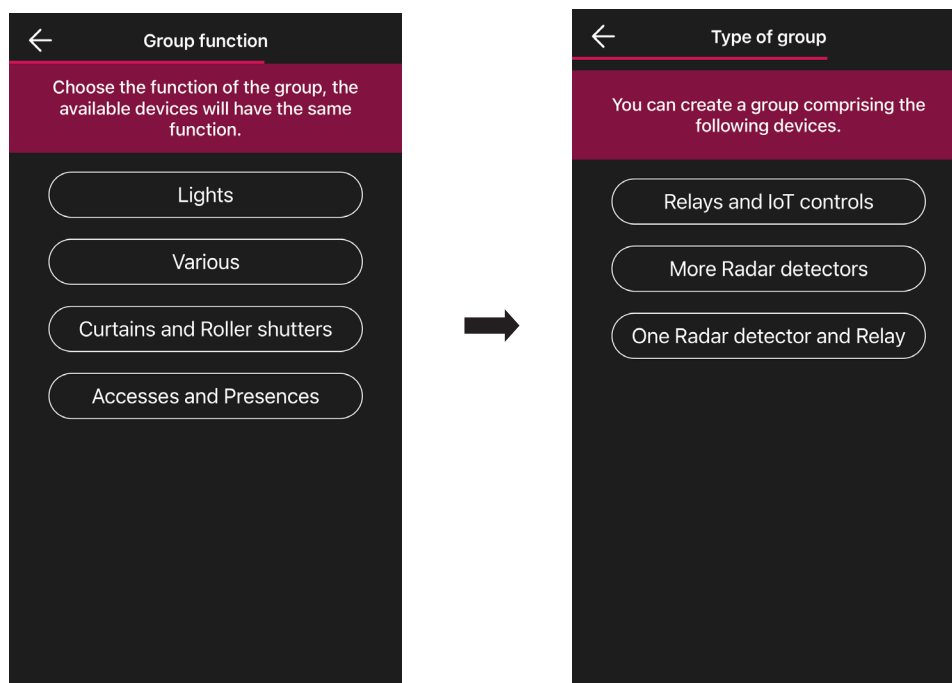 Group function
Choose the function of the group, the
available devices will have the same
function.
Lights
Various
Curtains and Roller shutters
Accesses and Presences
Type of group
You can create a group comprising the
following devices.
Relays and IoT controls
More Radar detectors
One Radar detector and Relay